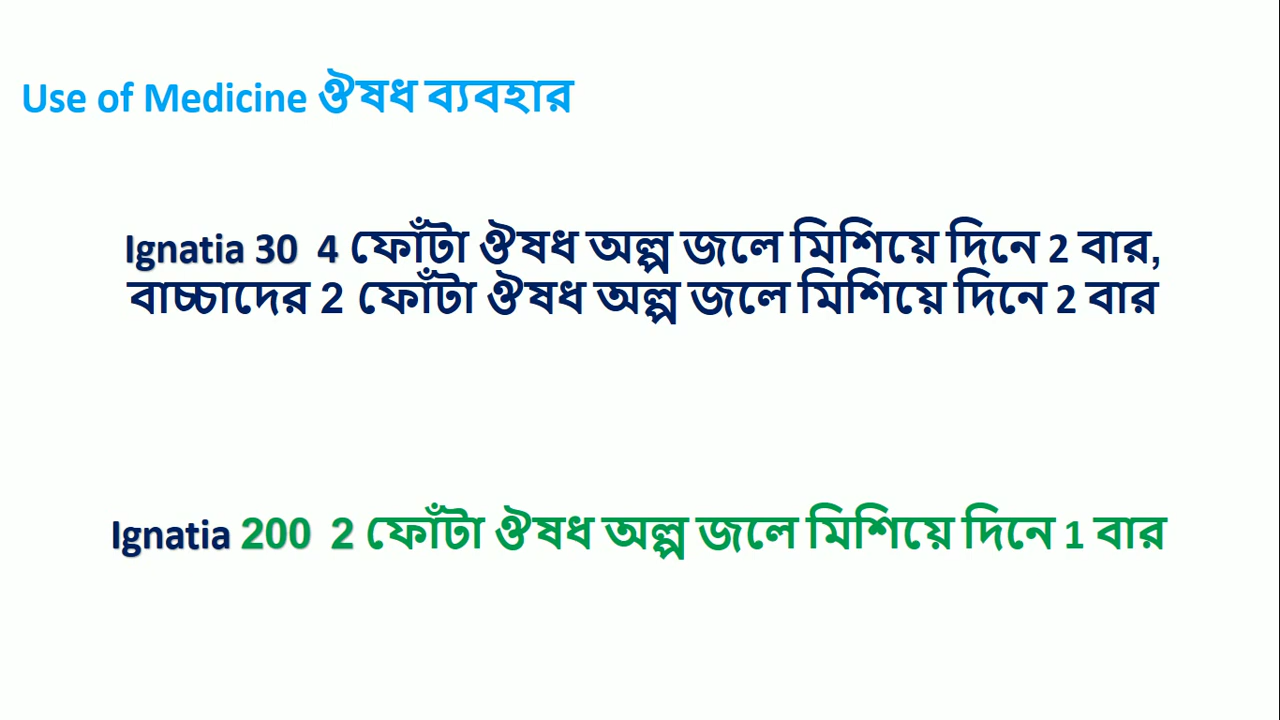 Use of Medicine ঔষধ ব্যবহার
Ignatia 30 4 ফোঁটা ঔষধ অল্প জলে মিশিয়ে দিনে 2 বার,
বাচ্চাদের 2 ফোঁটা ঔষধ অল্প জলে মিশিয়ে দিনে 2 বার
Ignatia 200 2 ফোঁটা ঔষধ অল্প জলে মিশিয়ে দিনে 1 বার